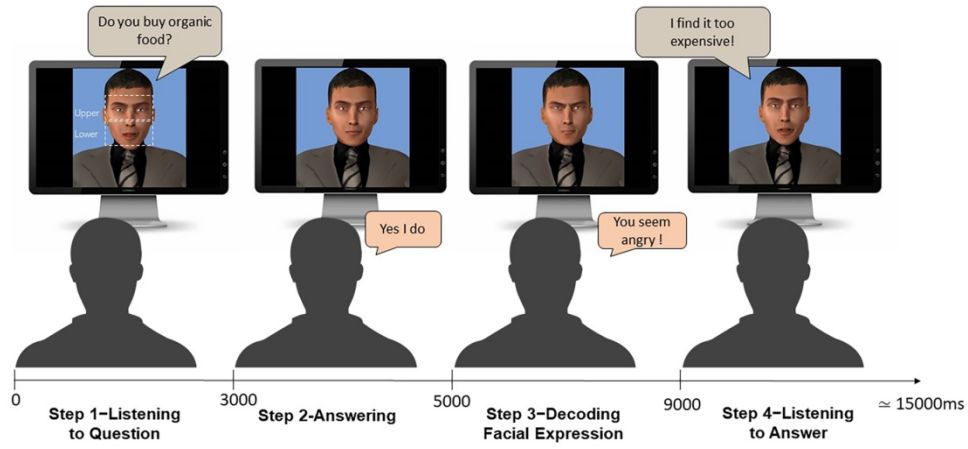 Do you buy organic
food?
I find it too
expensive!
Upper
Lower
Yes I do
You seem
angry !
0
3000
5000
9000
≃ 15000ms
Step 1–Listening
to Question
Step 2-Answering
Step 3–Decoding
Facial Expression
Step 4–Listening
to Answer